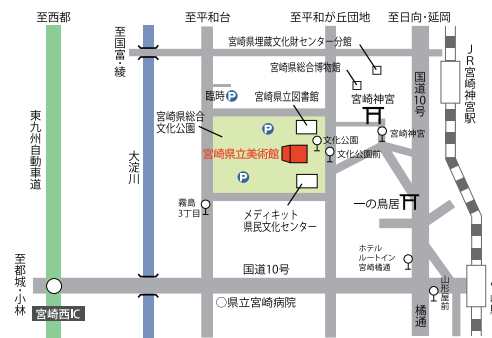 至西都
至平和台
至平和が丘団地
至日向・延岡
至国富・綾
宮崎県埋蔵文化財センター分館
宮崎県総合博物館
国道10号
JR宮崎神宮駅
臨時P
宮崎県立図書館
宮崎神宮
宮崎県総合
文化公園
P
宮崎神宮
文化公園
宮崎県立美術館
文化公園前
東九州自動車道
大淀川
P
霧島
3丁目
一の鳥居
メディキット
県民文化センター
ホテル
ルートイン
宮崎橘通
至都城・小林
国道10号
山形屋前
宮崎西IC
○県立宮崎病院
橘通